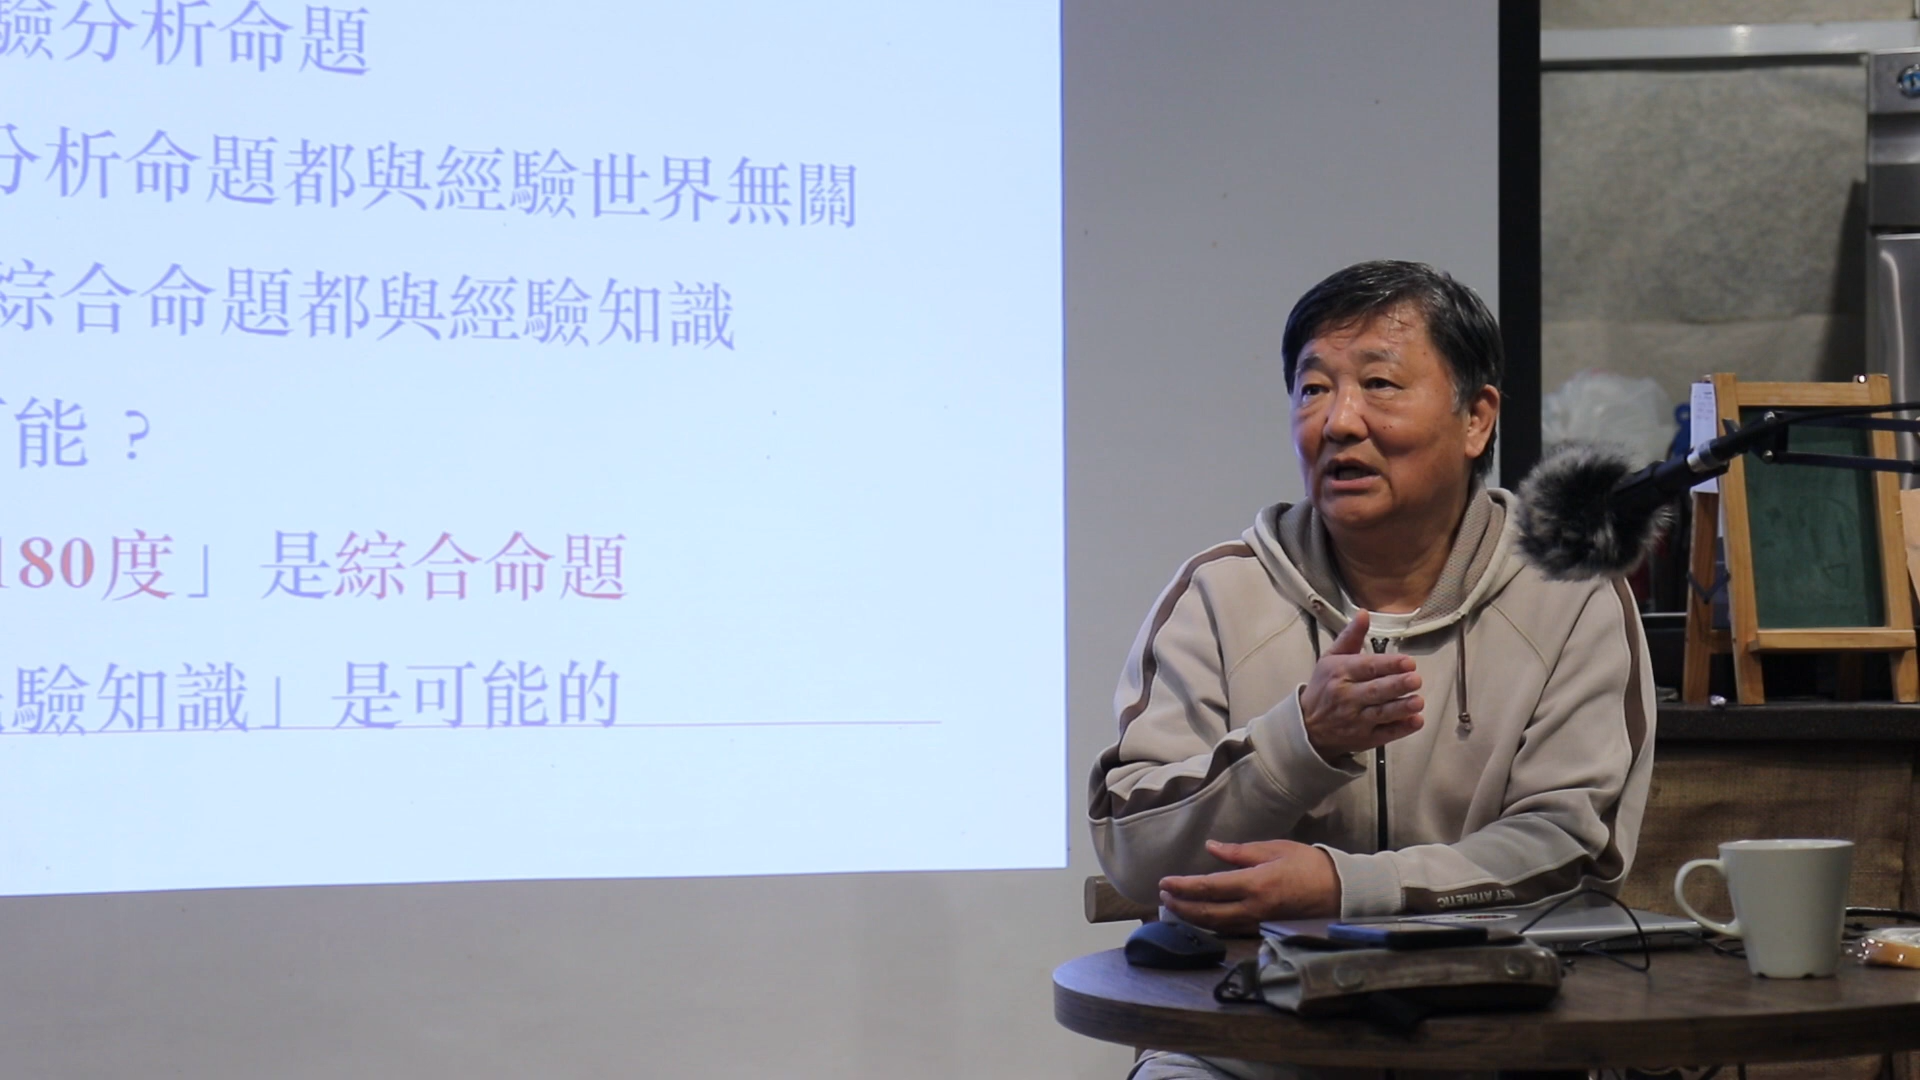 驗分析命題
分析命題都與經驗世界無關
綜合命題都與經驗知識
可能？
180度」是綜合命題
驗知識」是可能的
ATHLETIC